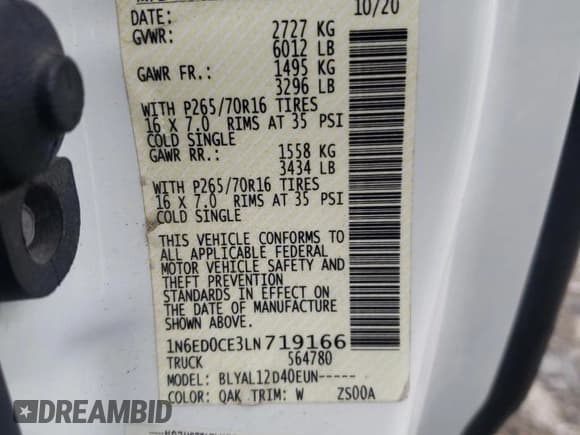 DATE: 10/20
GVWR: 2727 KG
6012 LB
GAWR FR.: 1495 KG
3296 LB
WITH P265/70R16 TIRES
16 X 7.0 RIMS AT 35 PSI
COLD SINGLE
GAWR RR.: 1558 KG
3434 LB
WITH P265/70R16 TIRES
16 X 7.0 RIMS AT 35 PSI
COLD SINGLE
THIS VEHICLE CONFORMS TO
ALL APPLICABLE FEDERAL
MOTOR VEHICLE SAFETY AND
THEFT PREVENTION
STANDARDS IN EFFECT ON
THE DATE OF MANUFACTURE
SHOWN ABOVE.
1N6ED0CE3LN719166
TRUCK 564780
MODEL: BLYAL12D40EUN-----
COLOR: QAK TRIM: W ZS00A
DREAMBID